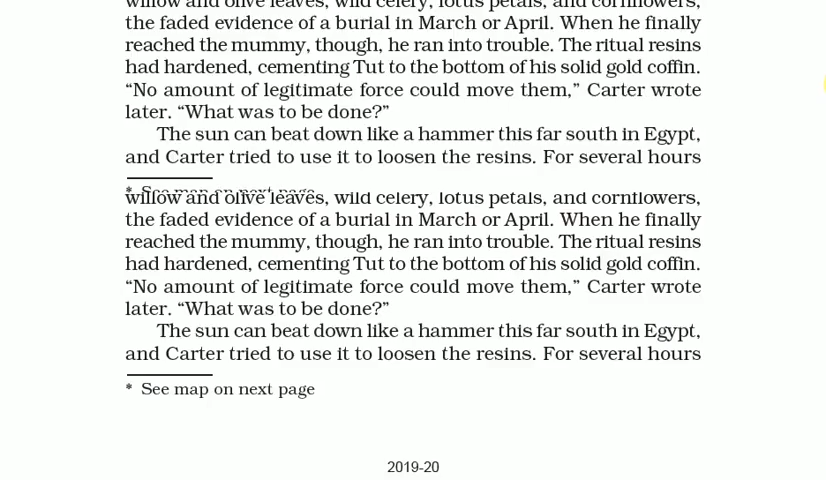 willow and olive leaves, wild celery, lotus petals, and cornflowers,
the faded evidence of a burial in March or April. When he finally
reached the mummy, though, he ran into trouble. The ritual resins
had hardened, cementing Tut to the bottom of his solid gold coffin.
“No amount of legitimate force could move them,” Carter wrote
later. “What was to be done?”
The sun can beat down like a hammer this far south in Egypt,
and Carter tried to use it to loosen the resins. For several hours
* See map on next page
willow and olive leaves, wild celery, lotus petals, and cornflowers,
the faded evidence of a burial in March or April. When he finally
reached the mummy, though, he ran into trouble. The ritual resins
had hardened, cementing Tut to the bottom of his solid gold coffin.
“No amount of legitimate force could move them,” Carter wrote
later. “What was to be done?”
The sun can beat down like a hammer this far south in Egypt,
and Carter tried to use it to loosen the resins. For several hours
* See map on next page
2019-20